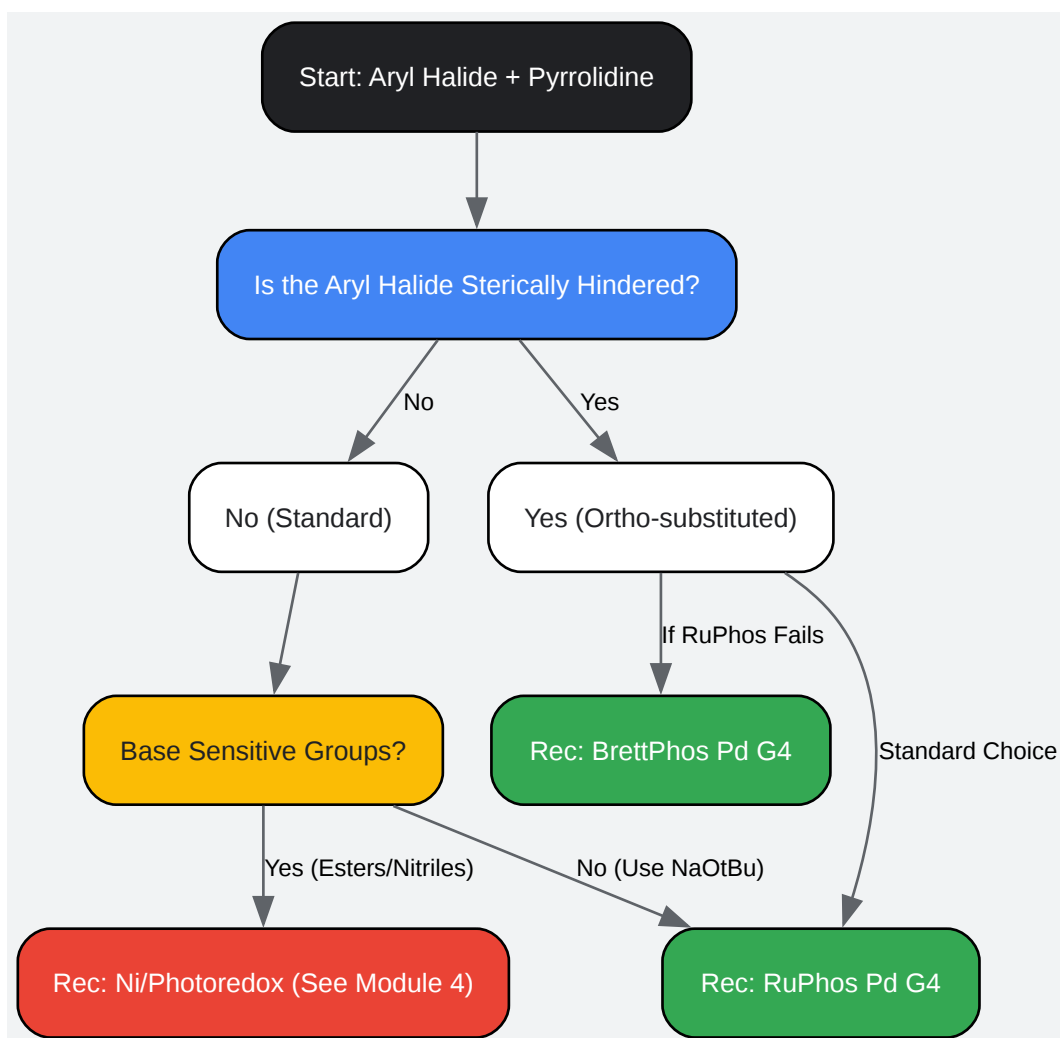 Start: Aryl Halide + Pyrrolidine
Is the Aryl Halide Sterically Hindered?
No
Yes
No (Standard)
Yes (Ortho-substituted)
If RuPhos Fails
Base Sensitive Groups?
Rec: BrettPhos Pd G4
Standard Choice
Yes (Esters/Nitriles)
No (Use NaOtBu)
Rec: Ni/Photoredox (See Module 4)
Rec: RuPhos Pd G4